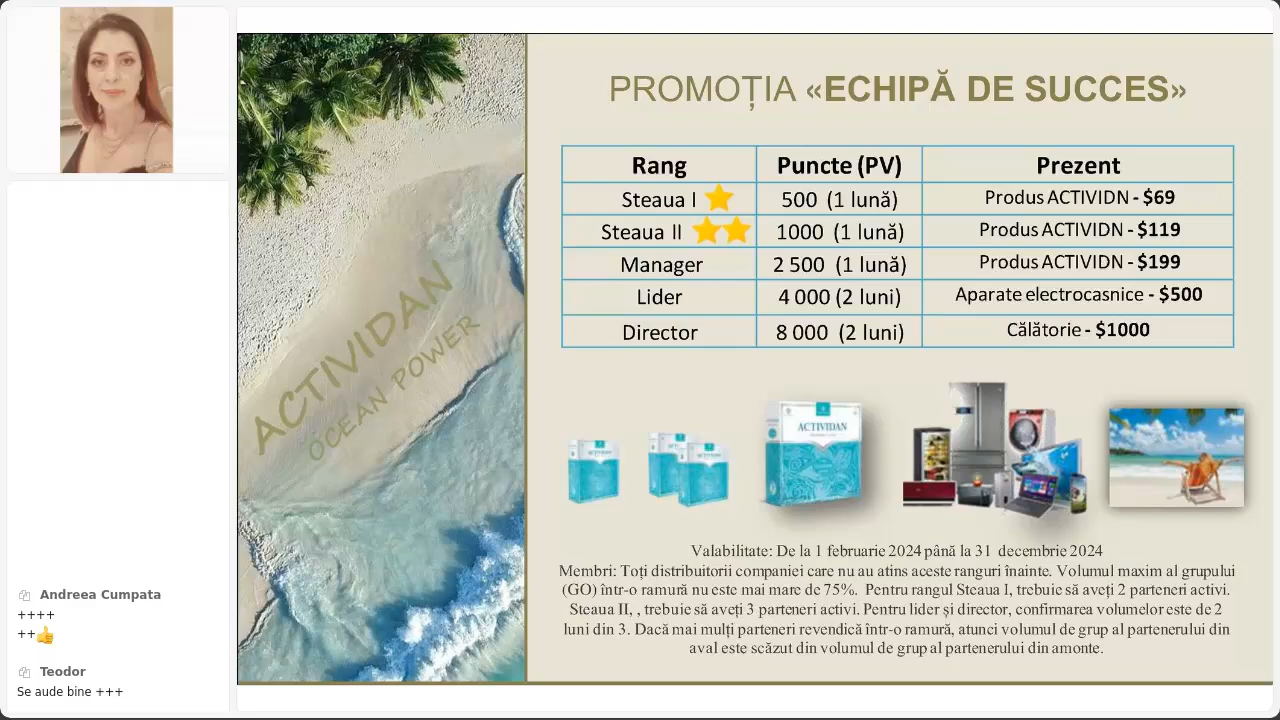 PROMOȚIA «ECHIPĂ DE SUCCES»
Rang Puncte (PV) Prezent
Steaua I 500 (1 lună) Produs ACTIVIDN - $69
Steaua II 1000 (1 lună) Produs ACTIVIDN - $119
Manager 2 500 (1 lună) Produs ACTIVIDN - $199
Lider 4 000 (2 luni) Aparate electrocasnice - $500
Director 8 000 (2 luni) Călătorie - $1000
ACTIVIDAN
OCEAN POWER
ACTIVIDAN
Valabilitate: De la 1 februarie 2024 până la 31 decembrie 2024
Membri: Toți distribuitorii companiei care nu au atins aceste ranguri înainte. Volumul maxim al grupului
(GO) într-o ramură nu este mai mare de 75%. Pentru rangul Steaua I, trebuie să aveți 2 parteneri activi.
Steaua II, , trebuie să aveți 3 parteneri activi. Pentru lider și director, confirmarea volumelor este de 2
luni din 3. Dacă mai mulți parteneri revendică într-o ramură, atunci volumul de grup al partenerului din
aval este scăzut din volumul de grup al partenerului din amonte.
Andreea Cumpata
++++
++👍
Teodor
Se aude bine +++